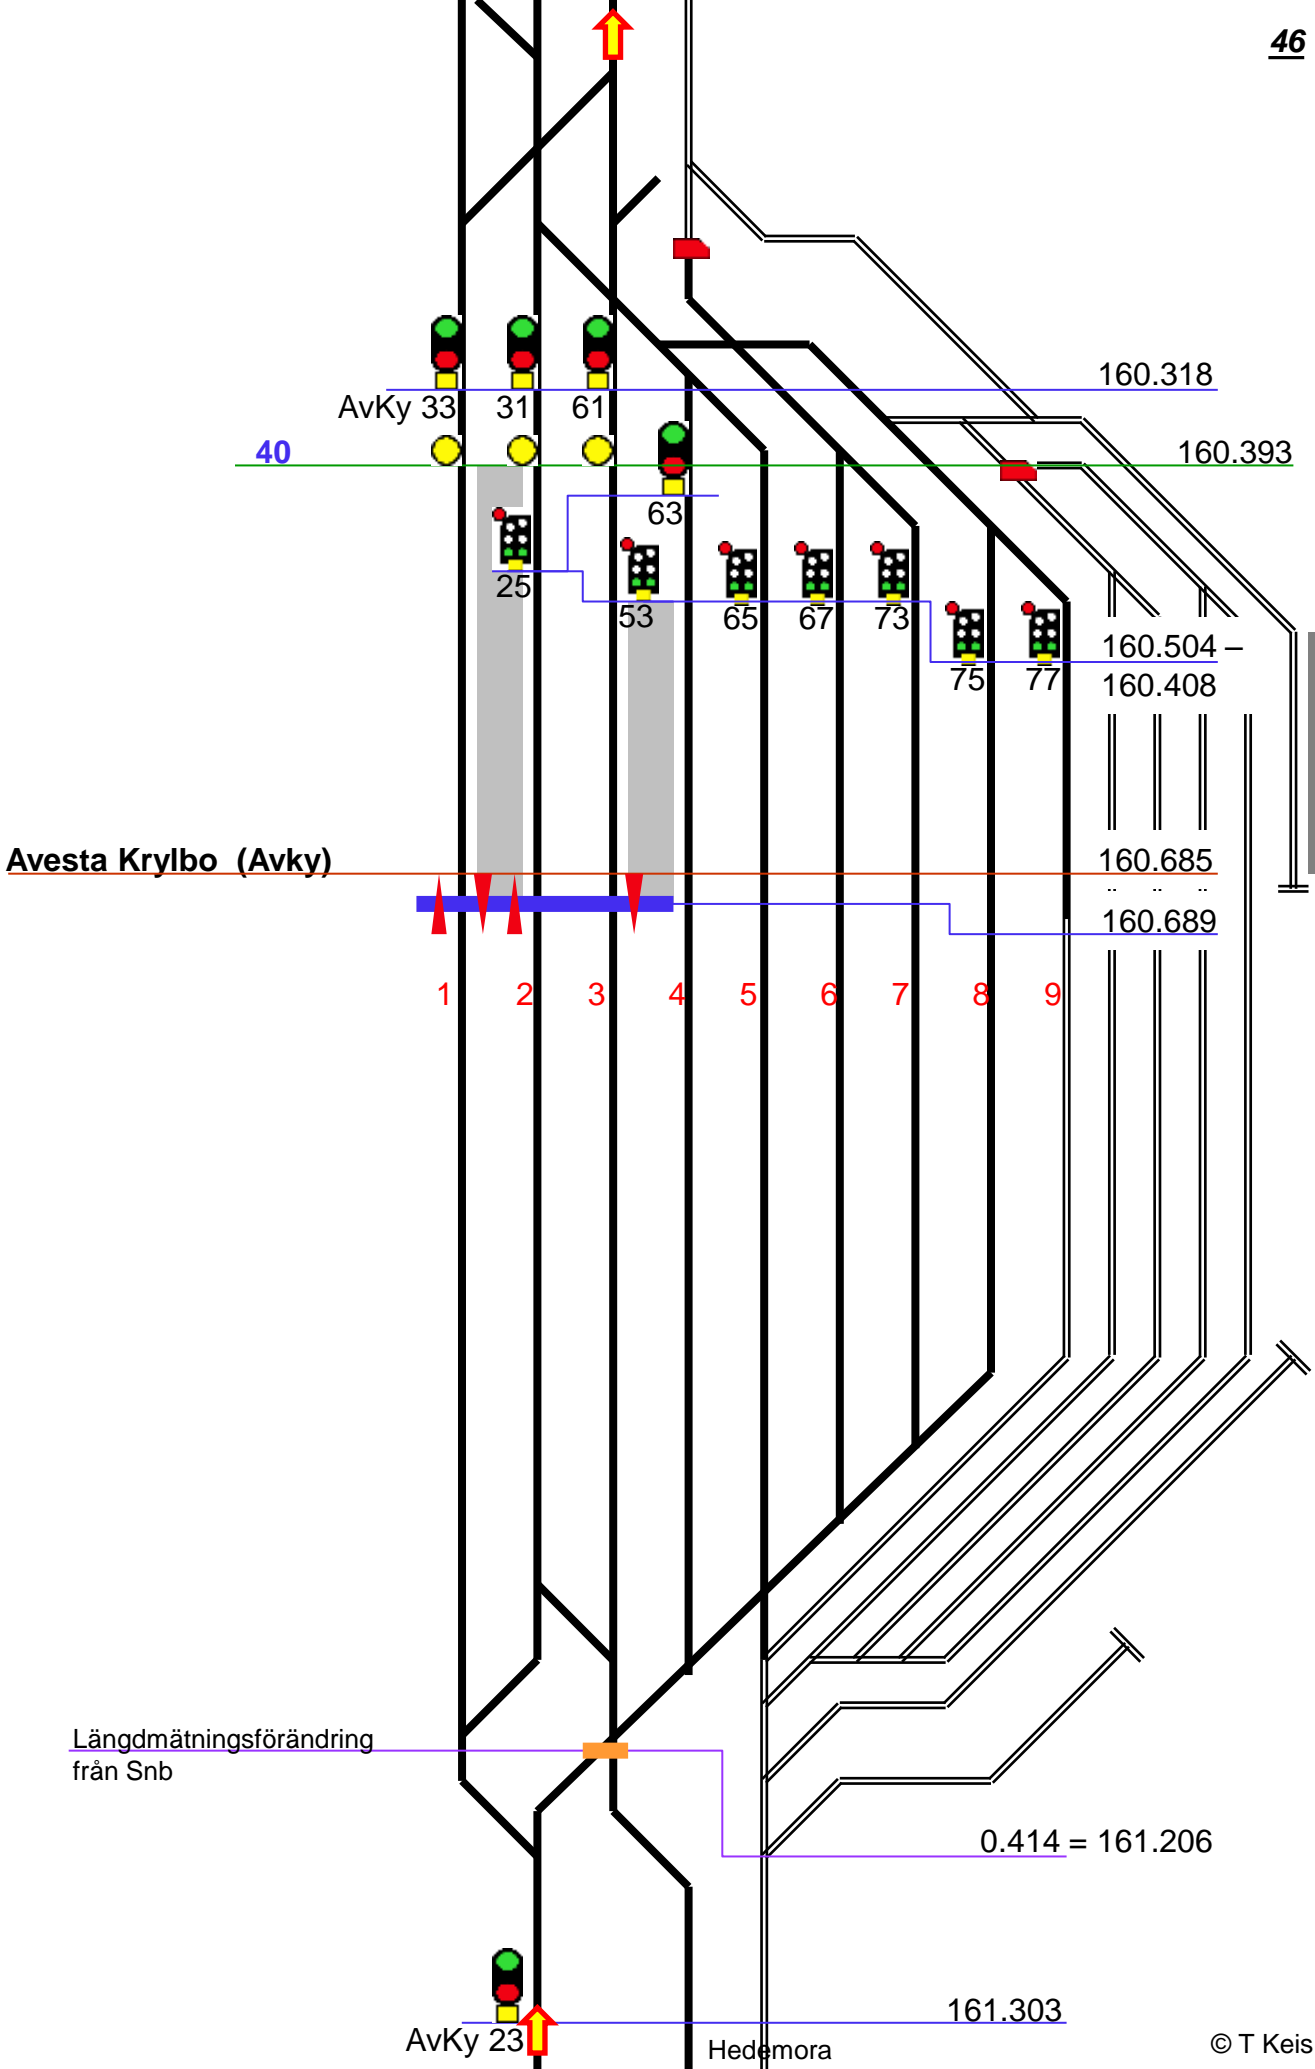 46
160.318
AvKy 33 31 61
40
160.393
63
25
53 65 67 73
160.504 –
75 77
160.408
Avesta Krylbo (Avky)
160.685
160.689
1 2 3 4 5 6 7 8 9
Längdmätningsförändring
från Snb
0.414 = 161.206
161.303
AvKy 23
Hedemora
© T Keis